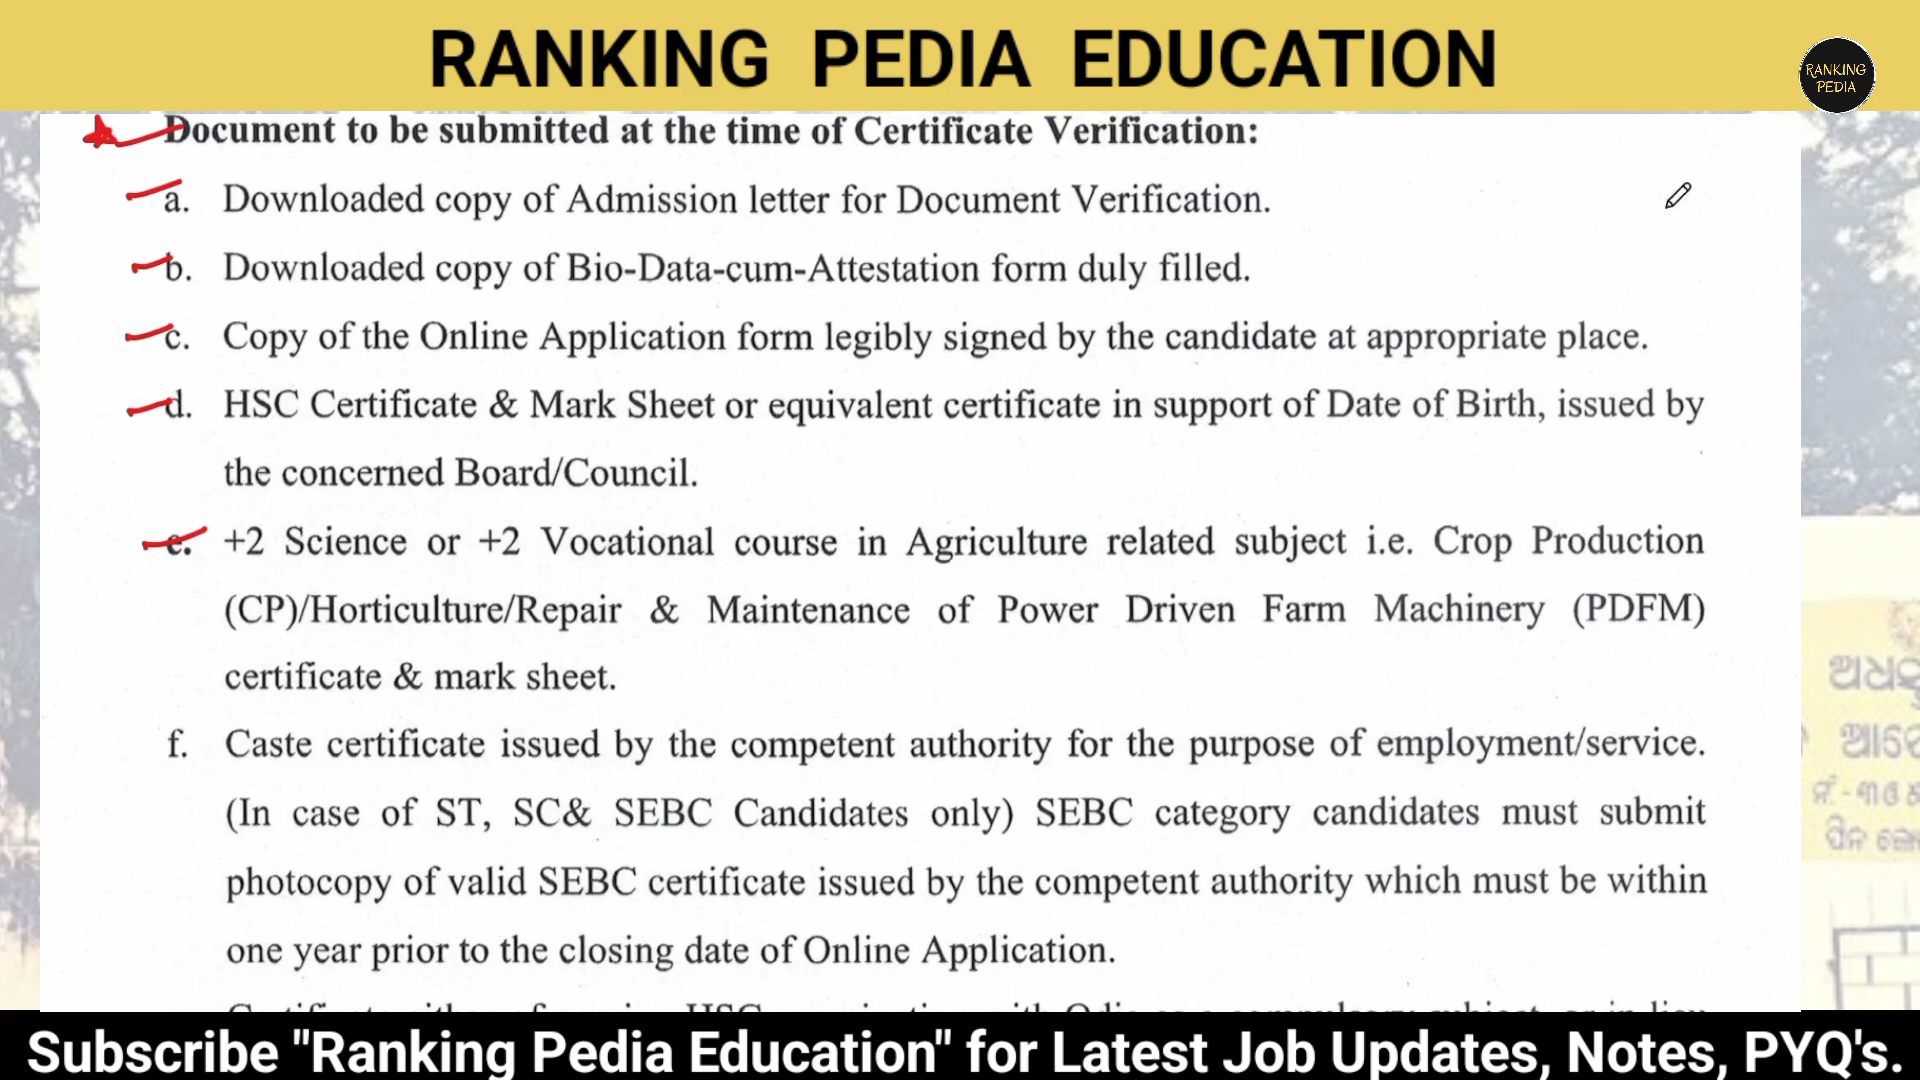 RANKING PEDIA EDUCATION
RANKING
PEDIA
Document to be submitted at the time of Certificate Verification:
a. Downloaded copy of Admission letter for Document Verification.
b. Downloaded copy of Bio-Data-cum-Attestation form duly filled.
c. Copy of the Online Application form legibly signed by the candidate at appropriate place.
d. HSC Certificate & Mark Sheet or equivalent certificate in support of Date of Birth, issued by
the concerned Board/Council.
e. +2 Science or +2 Vocational course in Agriculture related subject i.e. Crop Production
(CP)/Horticulture/Repair & Maintenance of Power Driven Farm Machinery (PDFM)
certificate & mark sheet.
f. Caste certificate issued by the competent authority for the purpose of employment/service.
(In case of ST, SC& SEBC Candidates only) SEBC category candidates must submit
photocopy of valid SEBC certificate issued by the competent authority which must be within
one year prior to the closing date of Online Application.
Subscribe "Ranking Pedia Education" for Latest Job Updates, Notes, PYQ's.